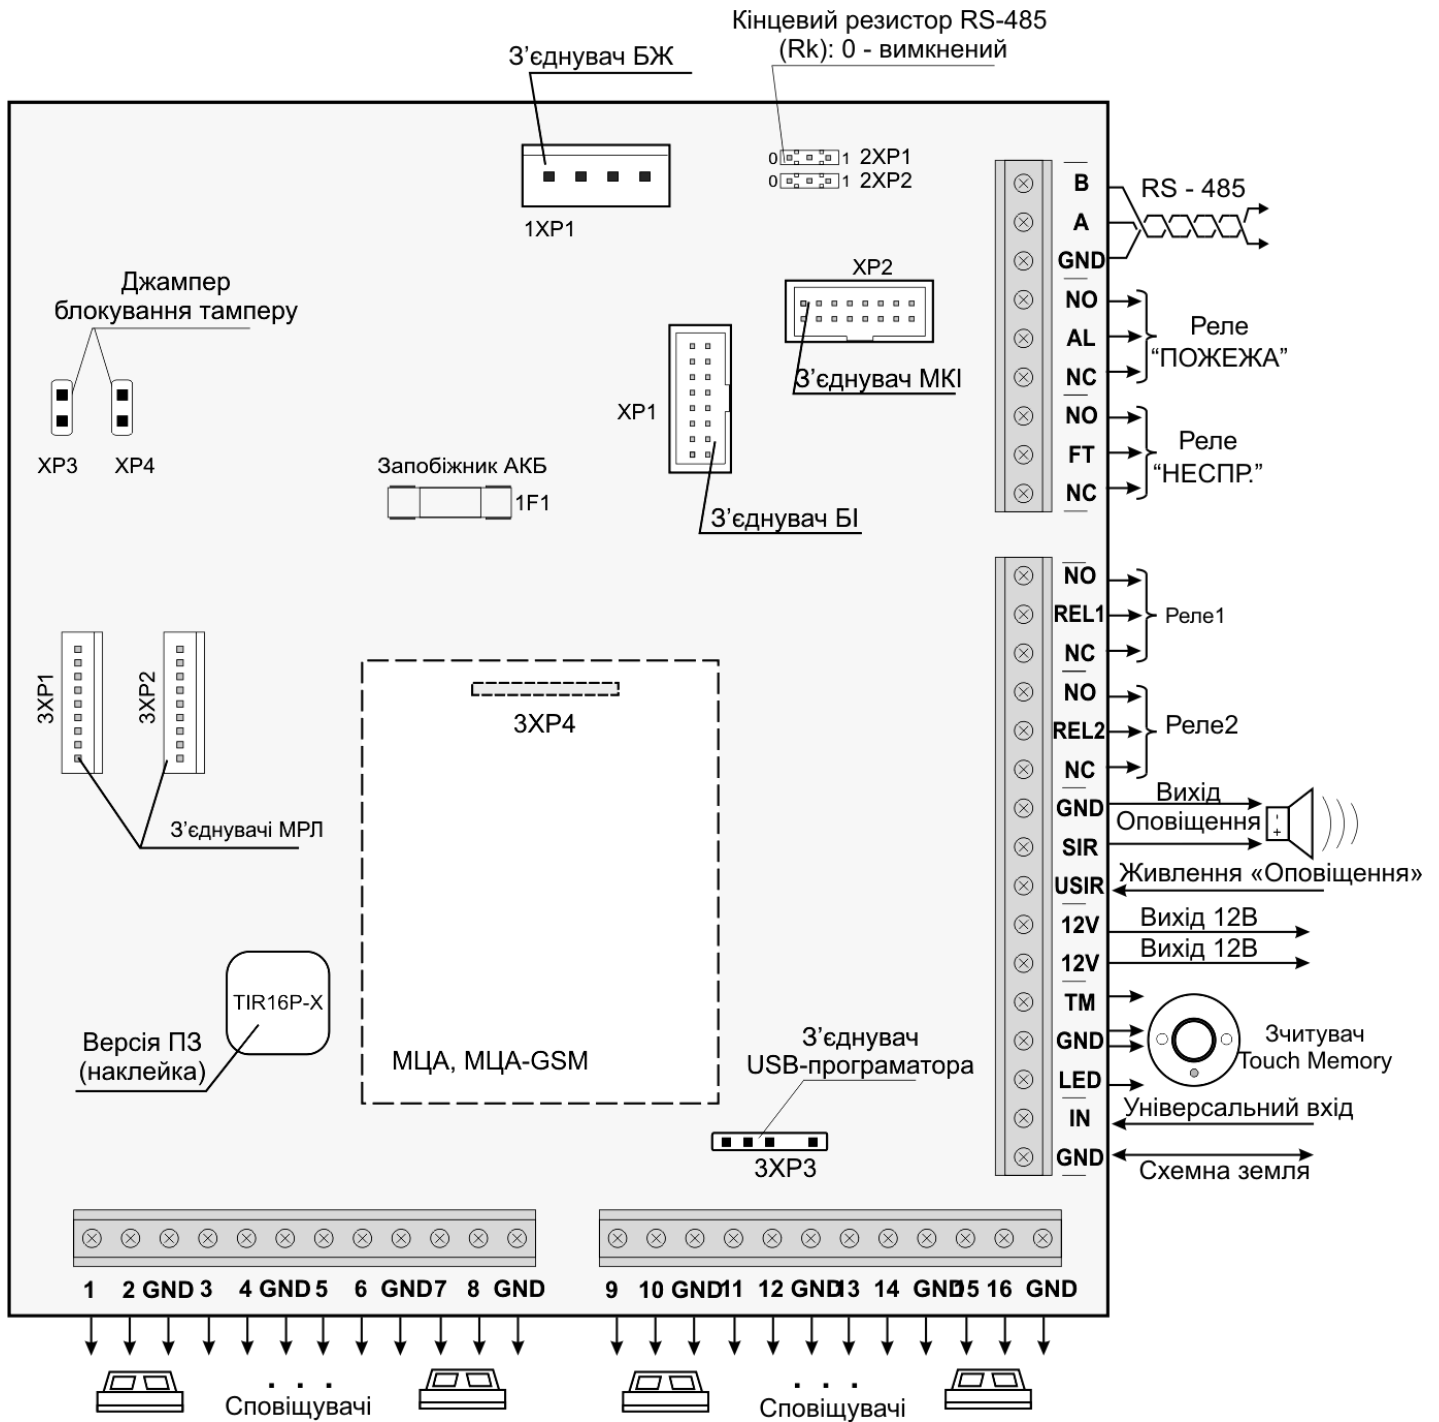 Кінцевий резистор RS-485
(Rk): 0 - вимкнений
З’єднувач БЖ
0 1 2XP1
0 1 2XP2
1XP1
B
RS - 485
A
GND
XP2
Джампер
блокування тамперу
NO
AL
NC
Реле
“ПОЖЕЖА”
З’єднувач МКІ
XP1
NO
FT
NC
Реле
“НЕСПР.”
XP3
XP4
Запобіжник АКБ
1F1
З’єднувач БІ
NO
REL1
NC
Реле1
3XP1
3XP2
NO
REL2
NC
Реле2
3XP4
З’єднувачі МРЛ
GND
Вихід
Оповіщення
-
+
SIR
USIR
Живлення «Оповіщення»
12V
Вихід 12В
12V
Вихід 12В
TIR16P-X
Версія ПЗ
(наклейка)
МЦА, МЦА-GSM
TM
GND
LED
Зчитувач
Touch Memory
З’єднувач
USB-програматора
3XP3
IN
Універсальний вхід
GND
Схемна земля
1 2 GND 3 4 GND 5 6 GND 7 8 GND
9 10 GND 11 12 GND 13 14 GND 15 16 GND
. . .
Сповіщувачі
. . .
Сповіщувачі